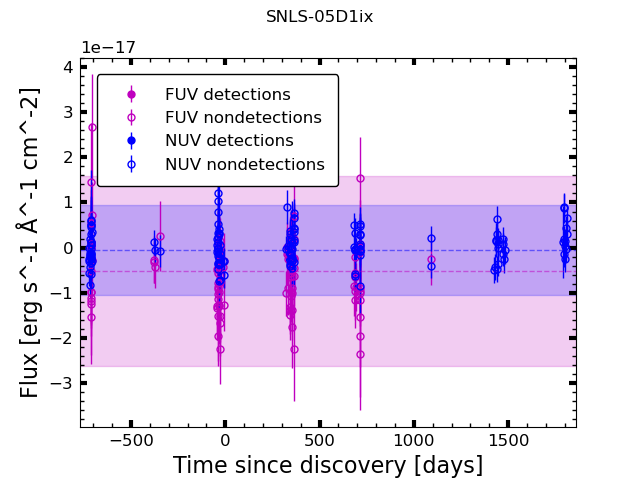 SNLS-05D1ix
1e−17
FUV detections
FUV nondetections
NUV detections
NUV nondetections
4
3
2
1
0
−1
−2
−3
Flux [erg s^-1 Å^-1 cm^-2]
−500
0
500
1000
1500
Time since discovery [days]